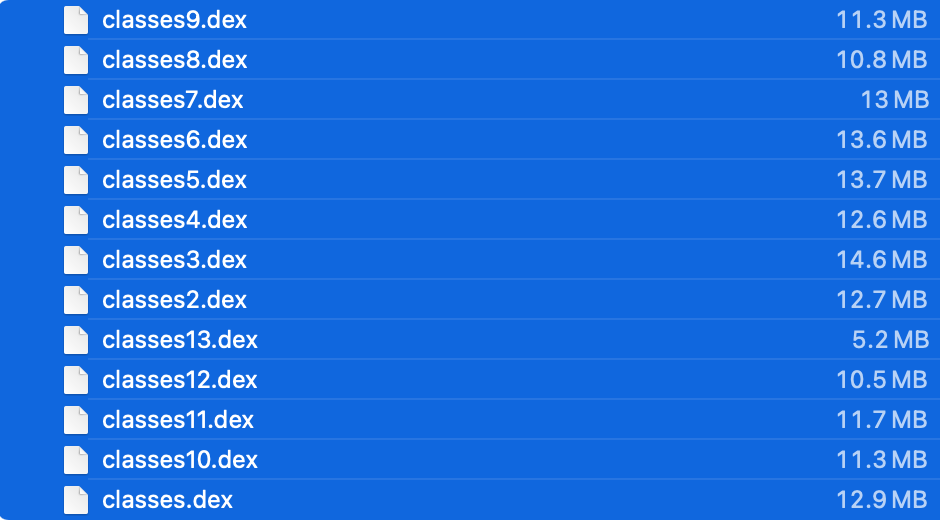 classes9.dex 11.3 MB
classes8.dex 10.8 MB
classes7.dex 13 MB
classes6.dex 13.6 MB
classes5.dex 13.7 MB
classes4.dex 12.6 MB
classes3.dex 14.6 MB
classes2.dex 12.7 MB
classes13.dex 5.2 MB
classes12.dex 10.5 MB
classes11.dex 11.7 MB
classes10.dex 11.3 MB
classes.dex 12.9 MB